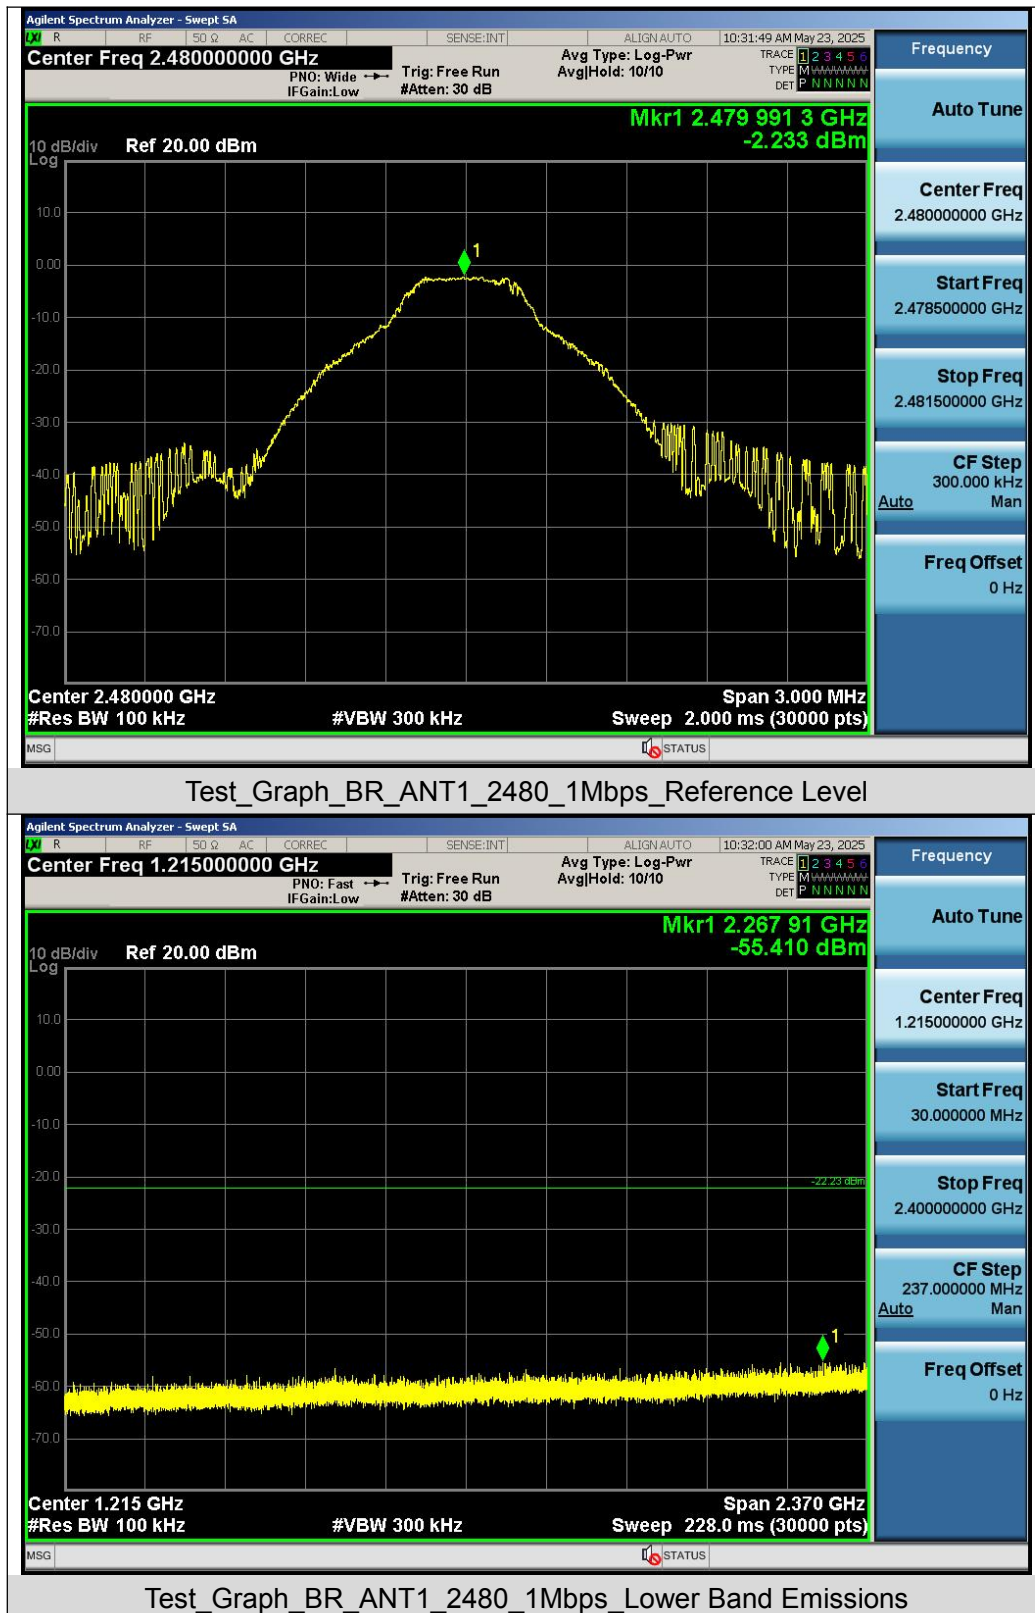 Agilent Spectrum Analyzer - Swept SA
LXI R RF 50 Ω AC CORREC SENSE:INT ALIGN AUTO 10:31:49 AM May 23, 2025
Center Freq 2.480000000 GHz
PNO: Wide
IFGain:Low
Trig: Free Run
#Atten: 30 dB
Avg Type: Log-Pwr
Avg|Hold: 10/10
TRACE 1 2 3 4 5 6
TYPE M
DET P N N N N N
Frequency
Mkr1 2.479 991 3 GHz
-2.233 dBm
10 dB/div Ref 20.00 dBm
Log
10.0
0.00
-10.0
-20.0
-30.0
-40.0
-50.0
-60.0
-70.0
1
Center 2.480000 GHz Span 3.000 MHz
#Res BW 100 kHz #VBW 300 kHz Sweep 2.000 ms (30000 pts)
MSG STATUS
Auto Tune
Center Freq
2.480000000 GHz
Start Freq
2.478500000 GHz
Stop Freq
2.481500000 GHz
CF Step
300.000 kHz
Auto Man
Freq Offset
0 Hz
Test_Graph_BR_ANT1_2480_1Mbps_Reference Level
Agilent Spectrum Analyzer - Swept SA
LXI R RF 50 Ω AC CORREC SENSE:INT ALIGN AUTO 10:32:00 AM May 23, 2025
Center Freq 1.215000000 GHz
PNO: Fast
IFGain:Low
Trig: Free Run
#Atten: 30 dB
Avg Type: Log-Pwr
Avg|Hold: 10/10
TRACE 1 2 3 4 5 6
TYPE M
DET P N N N N N
Frequency
Mkr1 2.267 91 GHz
-55.410 dBm
10 dB/div Ref 20.00 dBm
Log
10.0
0.00
-10.0
-20.0
-30.0
-40.0
-50.0
-60.0
-70.0
-22.23 dBm
1
Center 1.215 GHz Span 2.370 GHz
#Res BW 100 kHz #VBW 300 kHz Sweep 228.0 ms (30000 pts)
MSG STATUS
Auto Tune
Center Freq
1.215000000 GHz
Start Freq
30.000000 MHz
Stop Freq
2.400000000 GHz
CF Step
237.000000 MHz
Auto Man
Freq Offset
0 Hz
Test_Graph_BR_ANT1_2480_1Mbps_Lower Band Emissions